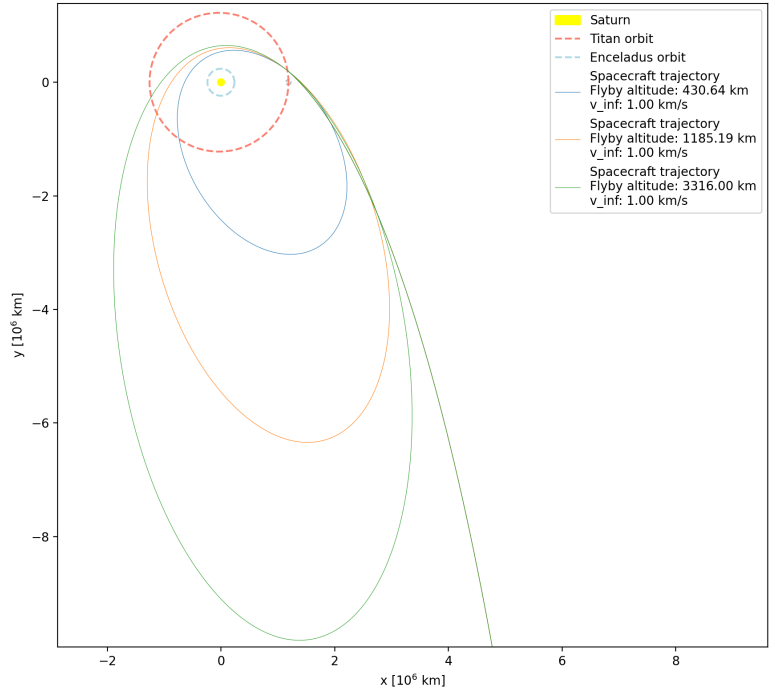 Saturn
Titan orbit
Enceladus orbit
Spacecraft trajectory
Flyby altitude: 430.64 km
v_inf: 1.00 km/s
Spacecraft trajectory
Flyby altitude: 1185.19 km
v_inf: 1.00 km/s
Spacecraft trajectory
Flyby altitude: 3316.00 km
v_inf: 1.00 km/s
0
−2
−4
−6
−8
y [10⁶ km]
−2 0 2 4 6 8
x [10⁶ km]